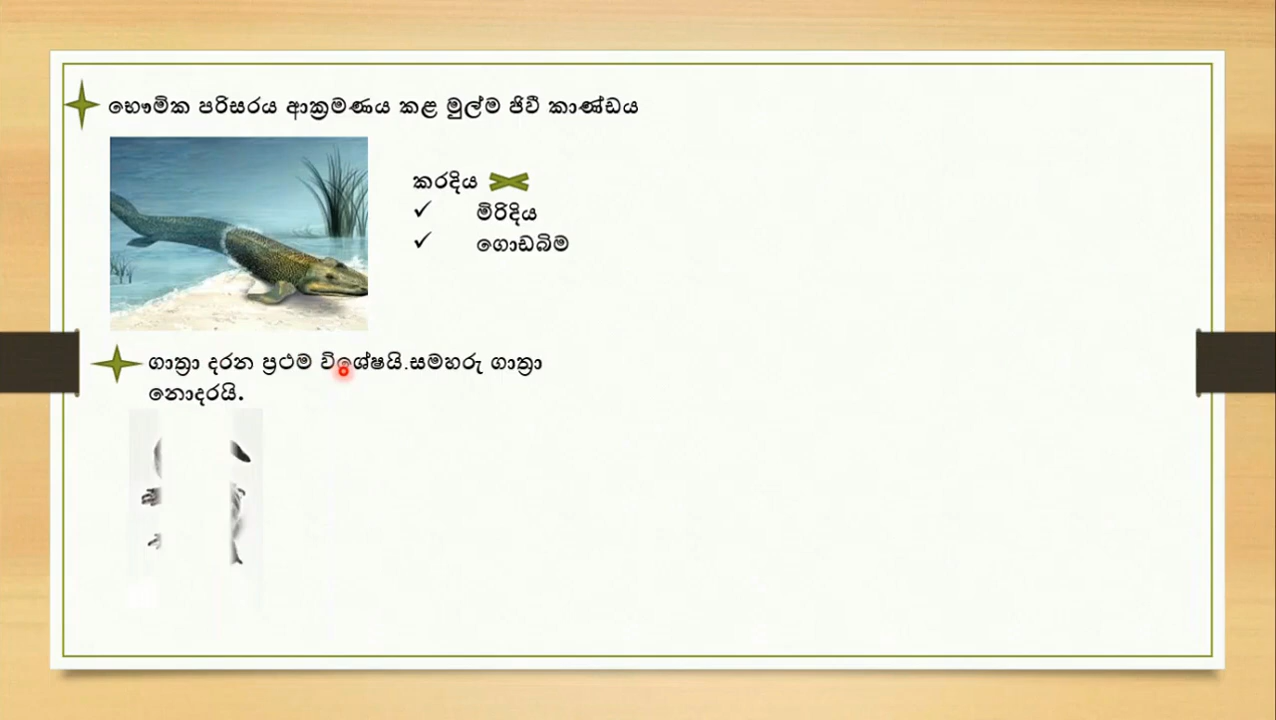 භෞමික පරිසරය ආක්‍රමණය කළ මුල්ම ජිවී කාණ්ඩය
කරදිය
✓ මිරිදිය
✓ ගොඩබිම
ගාත්‍රා දරන ප්‍රථම විශේෂයි.සමහරු ගාත්‍රා
නොදරයි.